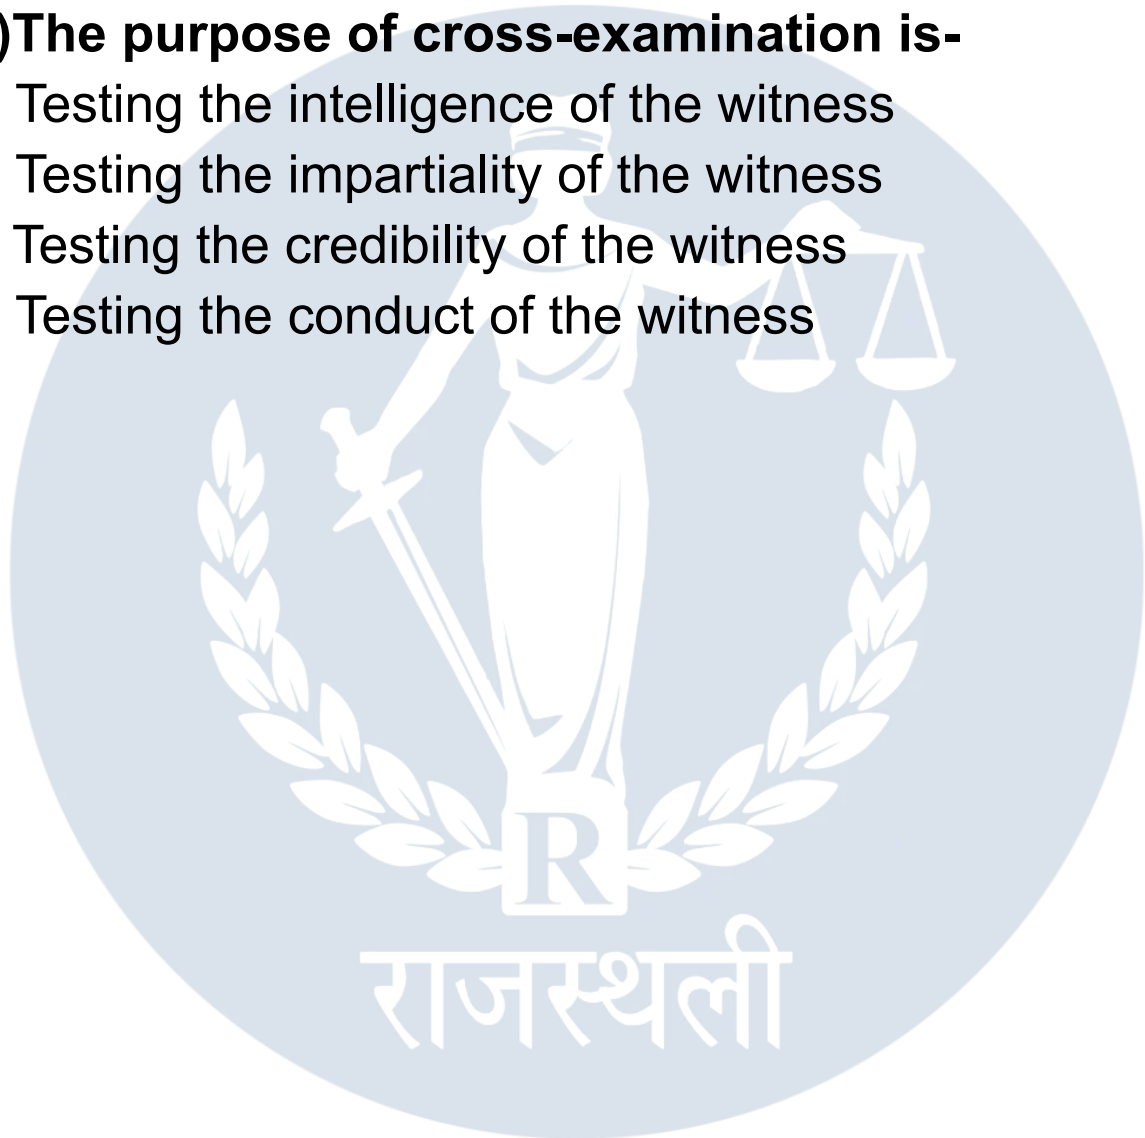 )The purpose of cross-examination is-
Testing the intelligence of the witness
Testing the impartiality of the witness
Testing the credibility of the witness
Testing the conduct of the witness
R
राजस्थली